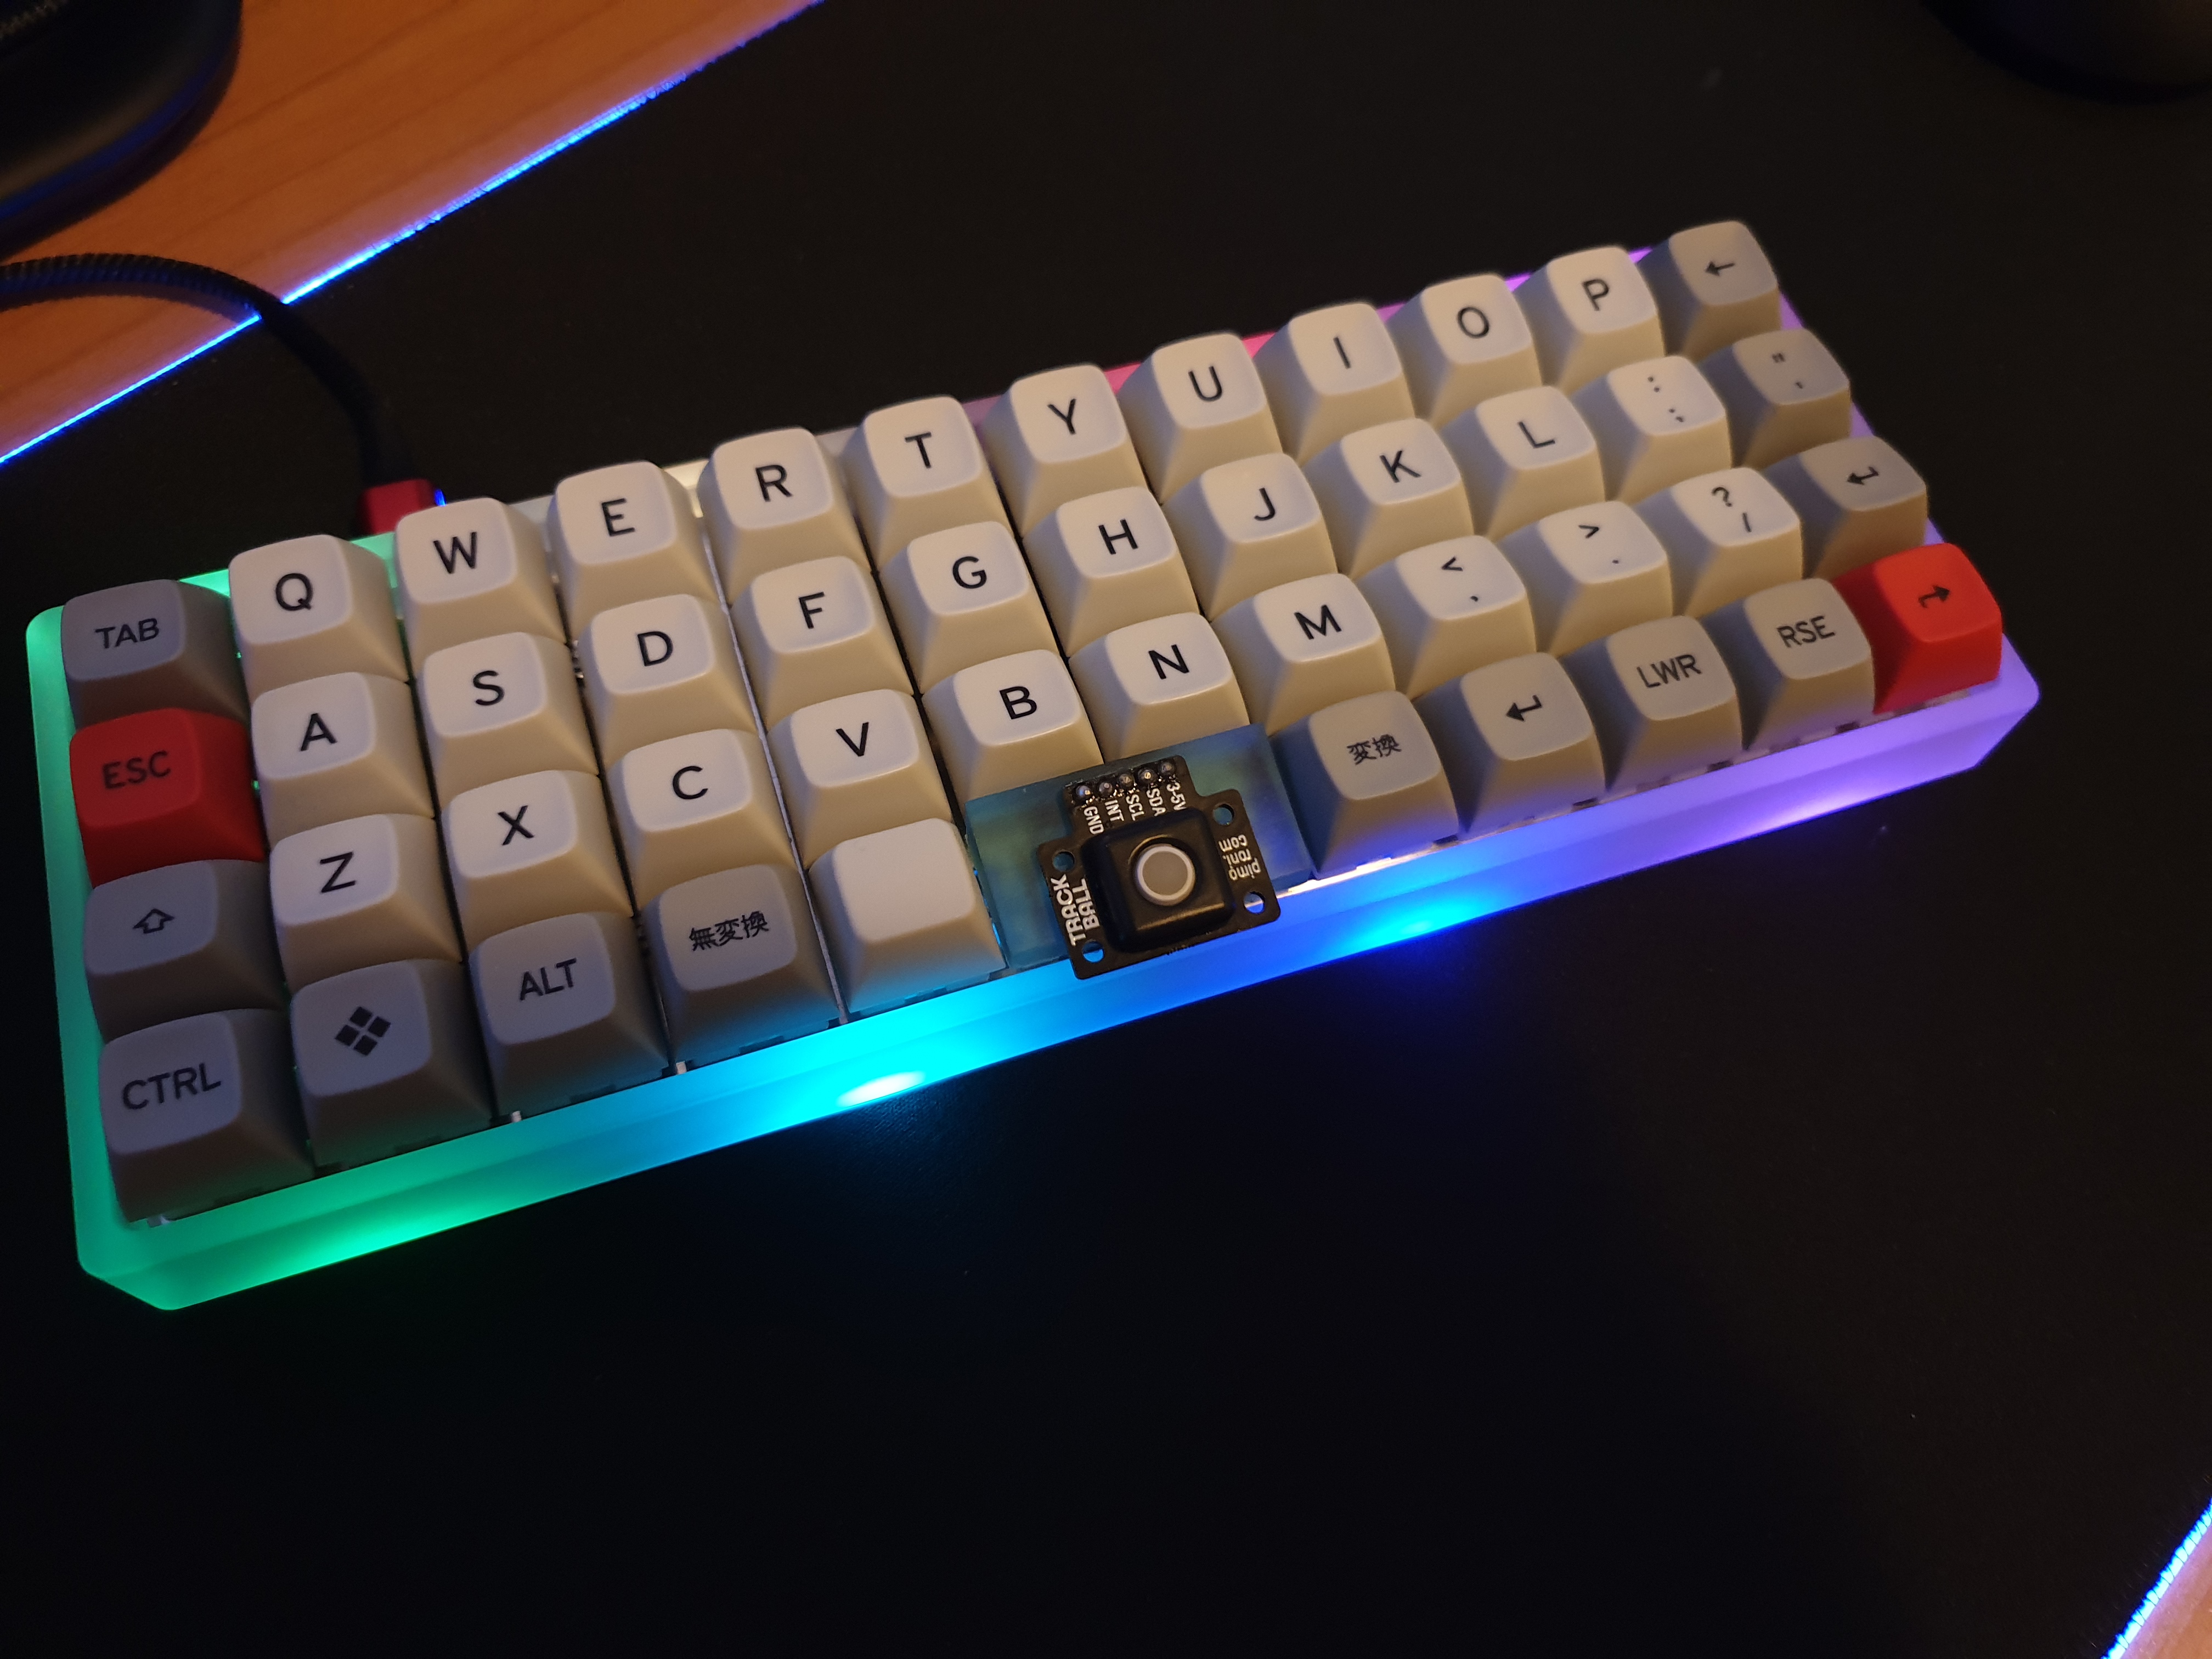 TAB Q W E R T Y U I O P ←
ESC A S D F G H J K L : ; " '
⇧ Z X C V B N M < , > . ? / ↵
CTRL ❖ ALT 無変換 変換 ↵ LWR RSE ↱
GND INT SCL SDA 3-5V
TRACK
BALL
pimoroni.com